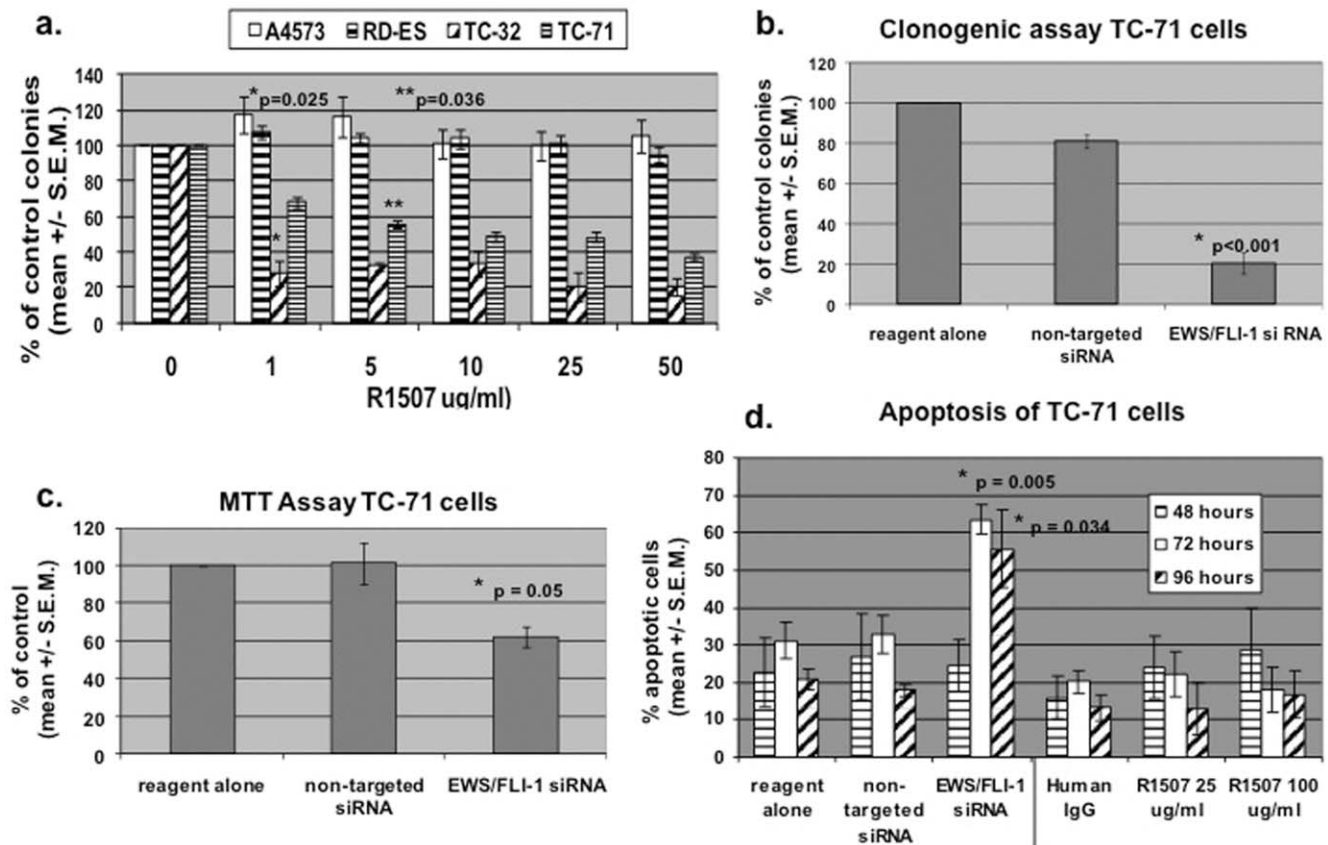 a.
A4573 RD-ES TC-32 TC-71
% of control colonies
(mean +/- S.E.M.)
140
120
100
80
60
40
20
0
* p=0.025
** p=0.036
*
**
0 1 5 10 25 50
R1507 ug/ml)
b.
Clonogenic assay TC-71 cells
% of control colonies
(mean +/- S.E.M.)
120
100
80
60
40
20
0
* p<0.001
reagent alone
non-targeted
siRNA
EWS/FLI-1 si RNA
c.
MTT Assay TC-71 cells
% of control
(mean +/- S.E.M.)
120
100
80
60
40
20
0
* p = 0.05
reagent alone
non-targeted
siRNA
EWS/FLI-1 siRNA
d.
Apoptosis of TC-71 cells
% apoptotic cells
(mean +/- S.E.M.)
80
70
60
50
40
30
20
10
0
* p = 0.005
* p = 0.034
48 hours
72 hours
96 hours
reagent
alone
non-
targeted
siRNA
EWS/FLI-1
siRNA
Human
IgG
R1507 25
ug/ml
R1507 100
ug/ml